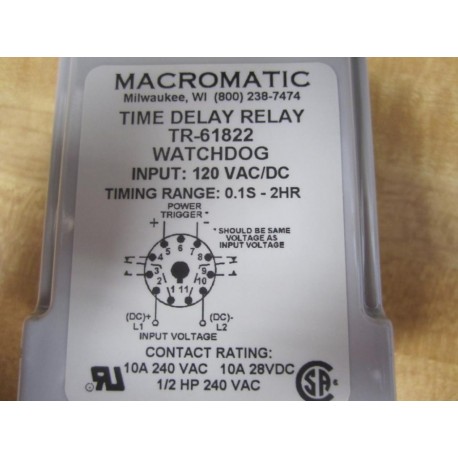 MACROMATIC
Milwaukee, WI (800) 238-7474
TIME DELAY RELAY
TR-61822
WATCHDOG
INPUT: 120 VAC/DC
TIMING RANGE: 0.1S - 2HR
POWER
TRIGGER *
+ -
* SHOULD BE SAME
VOLTAGE AS
INPUT VOLTAGE
5 6 7
4 8
3 9
2 10
1 11
(DC)+ (DC)-
L1 L2
INPUT VOLTAGE
CONTACT RATING:
10A 240 VAC 10A 28VDC
1/2 HP 240 VAC
RU
SA